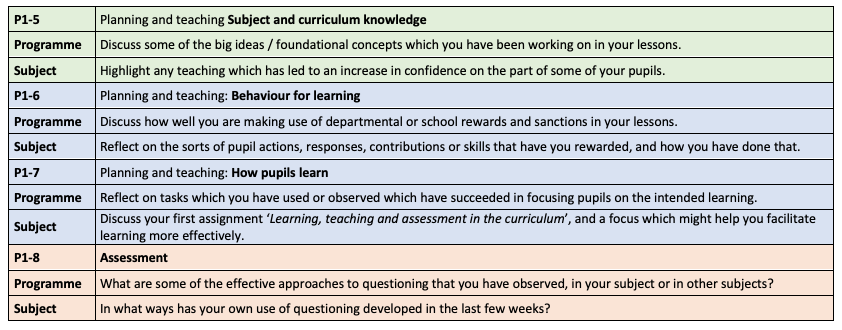 P1-5 Planning and teaching Subject and curriculum knowledge
Programme Discuss some of the big ideas / foundational concepts which you have been working on in your lessons.
Subject Highlight any teaching which has led to an increase in confidence on the part of some of your pupils.
P1-6 Planning and teaching: Behaviour for learning
Programme Discuss how well you are making use of departmental or school rewards and sanctions in your lessons.
Subject Reflect on the sorts of pupil actions, responses, contributions or skills that have you rewarded, and how you have done that.
P1-7 Planning and teaching: How pupils learn
Programme Reflect on tasks which you have used or observed which have succeeded in focusing pupils on the intended learning.
Subject Discuss your first assignment ‘Learning, teaching and assessment in the curriculum’, and a focus which might help you facilitate
learning more effectively.
P1-8 Assessment
Programme What are some of the effective approaches to questioning that you have observed, in your subject or in other subjects?
Subject In what ways has your own use of questioning developed in the last few weeks?